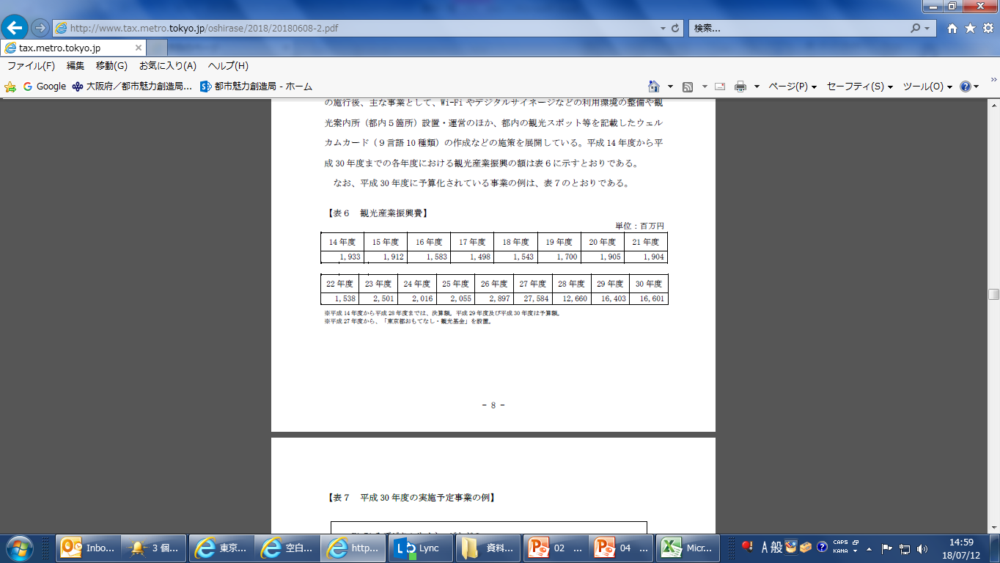 http://www.tax.metro.tokyo.jp/oshirase/2018/20180608-2.pdf
検索...
tax.metro.tokyo.jp
ファイル(F) 編集 移動(G) お気に入り(A) ヘルプ(H)
Google 大阪府／都市魅力創造局... 都市魅力創造局 - ホーム
ページ(P) セーフティ(S) ツール(O)
の施行後、主な事業として、Wi-Fi やデジタルサイネージなどの利用環境の整備や観
光案内所（都内５箇所）設置・運営のほか、都内の観光スポット等を記載したウェル
カムカード（９言語 10 種類）の作成などの施策を展開している。平成 14 年度から平
成 30 年度までの各年度における観光産業振興の額は表６に示すとおりである。
なお、平成 30 年度に予算化されている事業の例は、表７のとおりである。
【表６ 観光産業振興費】
単位：百万円
14 年度 15 年度 16 年度 17 年度 18 年度 19 年度 20 年度 21 年度
1,933 1,912 1,583 1,498 1,543 1,700 1,905 1,904
22 年度 23 年度 24 年度 25 年度 26 年度 27 年度 28 年度 29 年度 30 年度
1,538 2,501 2,016 2,055 2,897 27,584 12,660 16,403 16,601
※平成 14 年度から平成 28 年度までは、決算額。平成 29 年度及び平成 30 年度は予算額。
※平成 27 年度から、「東京都おもてなし・観光基金」を設置。
- 8 -
【表７ 平成 30 年度の実施予定事業の例】
Inbo... 3 個... 東京... 空白... http... Lync 資料... 02 ... 04 ... Micr...
A 般 CAPS KANA
14:59
18/07/12